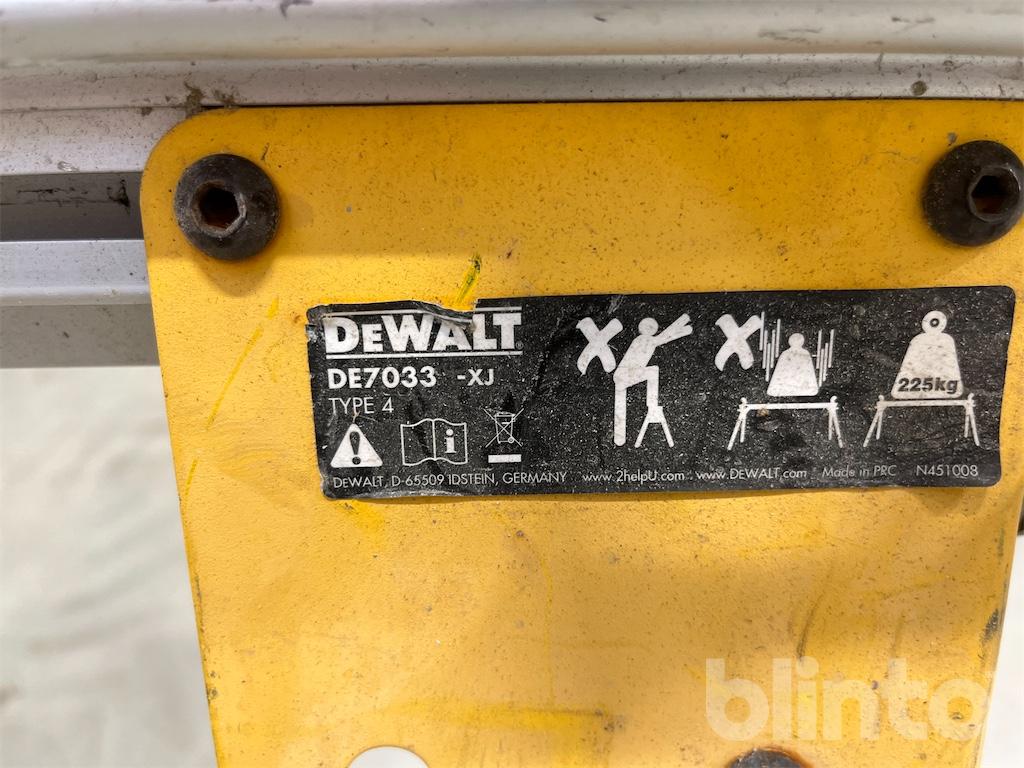 DEWALT
DE7033 -XJ
TYPE 4
225kg
DEWALT, D-65509 IDSTEIN, GERMANY www.2helpU.com . www.DEWALT.com Made in PRC N451008
blinto